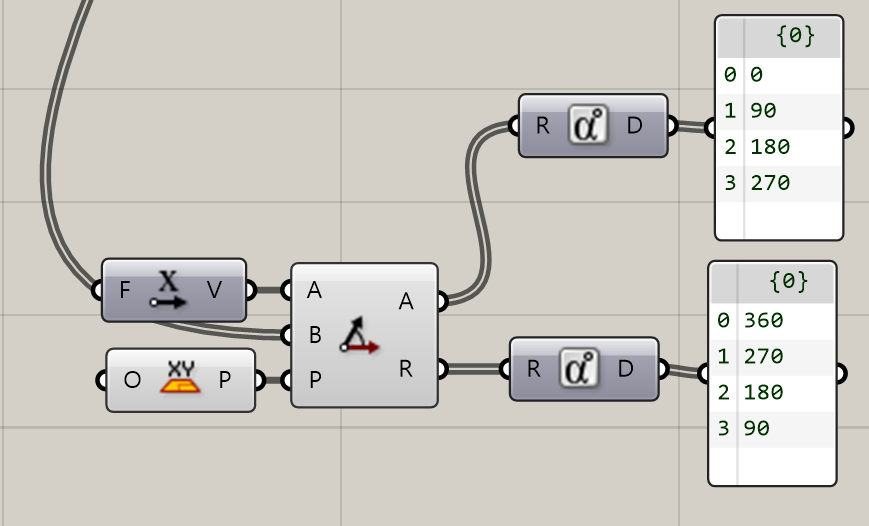 {0}
0 0
1 90
2 180
3 270
R α° D
F X V
A
B
P
A
R
O XY P
R α° D
{0}
0 360
1 270
2 180
3 90